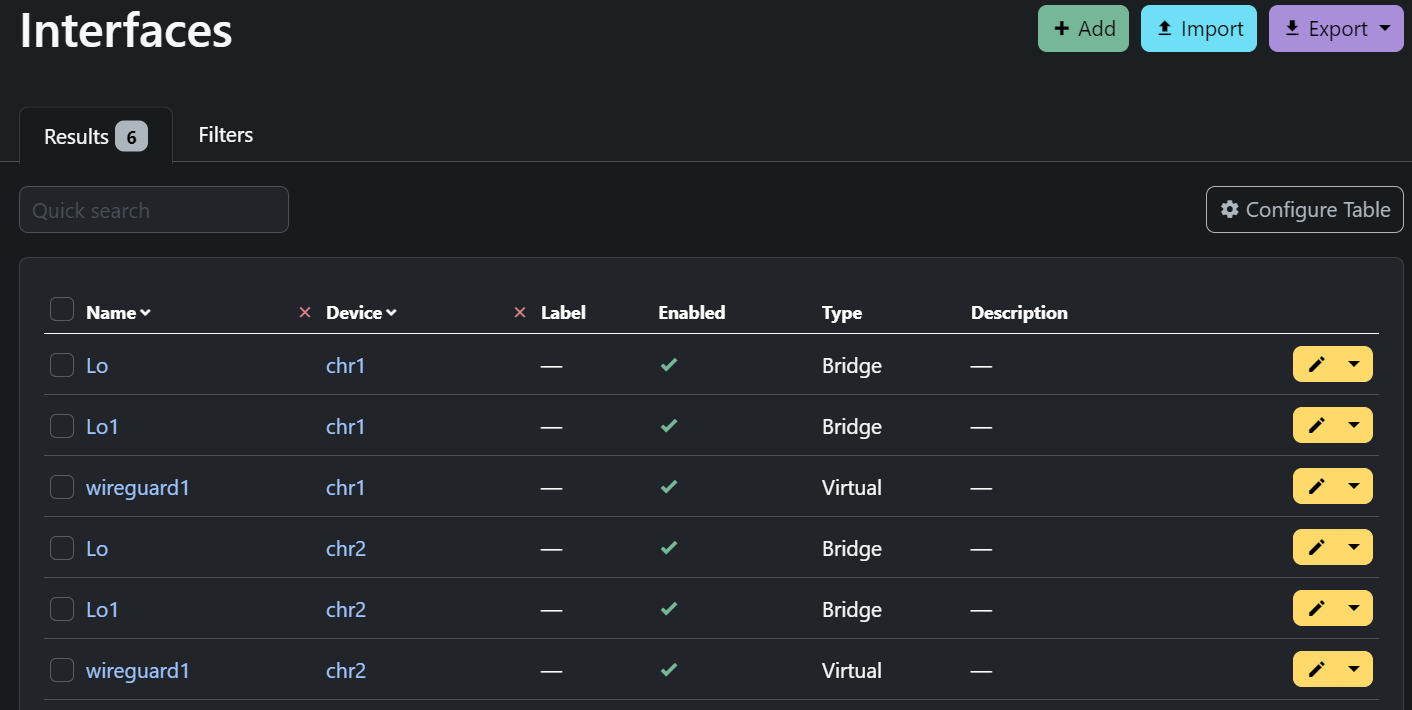 Interfaces
Add Import Export
Results 6 Filters
Quick search
Configure Table
Name Device Label Enabled Type Description
Lo chr1 — Bridge —
Lo1 chr1 — Bridge —
wireguard1 chr1 — Virtual —
Lo chr2 — Bridge —
Lo1 chr2 — Bridge —
wireguard1 chr2 — Virtual —